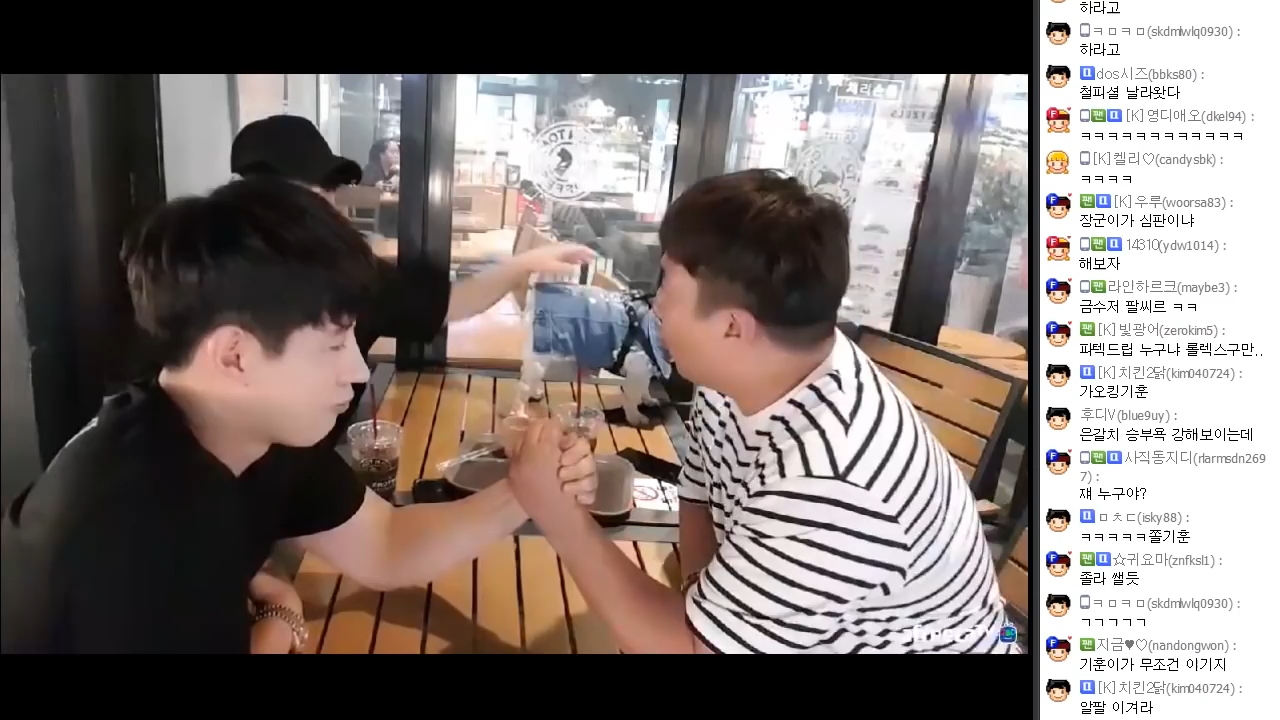 하라고
ㅋㅁㅋㅁ(skdmlwlq0930) :
하라고
dos시즈(bbks80) :
철피셜 날라왓다
[K]영디애오(dkel94) :
ㅋㅋㅋㅋㅋㅋㅋㅋㅋㅋㅋㅋ
[K]켈리♡(candysbk) :
ㅋㅋㅋㅋ
[K]우루(woorsa83) :
장군이가 심판이냐
14310(ydw1014) :
해보자
라인하르크(maybe3) :
금수저 팔씨르 ㅋㅋ
[K]빛광어(zerokim5) :
파텍드립 누구냐 롤렉스구만..
[K]치킨2닭(kim040724) :
가오킹기훈
후디V(blue9uy) :
은갈치 승부욕 강해보이는데
사직동지디(rlarmsdn269
7) :
쟤 누구야?
ㅁㅊㄷ(isky88) :
ㅋㅋㅋㅋㅋ쫄기훈
☆귀요마(znfksl1) :
졸라 쌜듯
ㅋㅁㅋㅁ(skdmlwlq0930) :
ㅋㅋㅋㅋㅋ
지금♥♡(nandongwon) :
기훈이가 무조건 이기지
[K]치킨2닭(kim040724) :
알팔 이겨라
afreecaTV